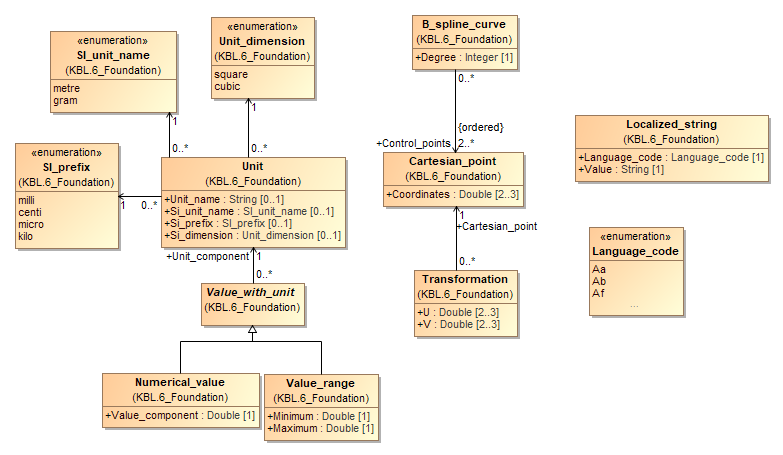 «enumeration»
SI_unit_name
(KBL.6_Foundation)
metre
gram
«enumeration»
Unit_dimension
(KBL.6_Foundation)
square
cubic
B_spline_curve
(KBL.6_Foundation)
+Degree : Integer [1]
1
1
0..*
0..*
0..*
{ordered}
+Control_points
2..*
«enumeration»
SI_prefix
(KBL.6_Foundation)
milli
centi
micro
kilo
1
0..*
Unit
(KBL.6_Foundation)
+Unit_name : String [0..1]
+Si_unit_name : SI_unit_name [0..1]
+Si_prefix : SI_prefix [0..1]
+Si_dimension : Unit_dimension [0..1]
Cartesian_point
(KBL.6_Foundation)
+Coordinates : Double [2..3]
Localized_string
(KBL.6_Foundation)
+Language_code : Language_code [1]
+Value : String [1]
1
+Cartesian_point
0..*
«enumeration»
Language_code
Aa
Ab
Af
...
+Unit_component
1
0..*
Value_with_unit
(KBL.6_Foundation)
Transformation
(KBL.6_Foundation)
+U : Double [2..3]
+V : Double [2..3]
Numerical_value
(KBL.6_Foundation)
+Value_component : Double [1]
Value_range
(KBL.6_Foundation)
+Minimum : Double [1]
+Maximum : Double [1]